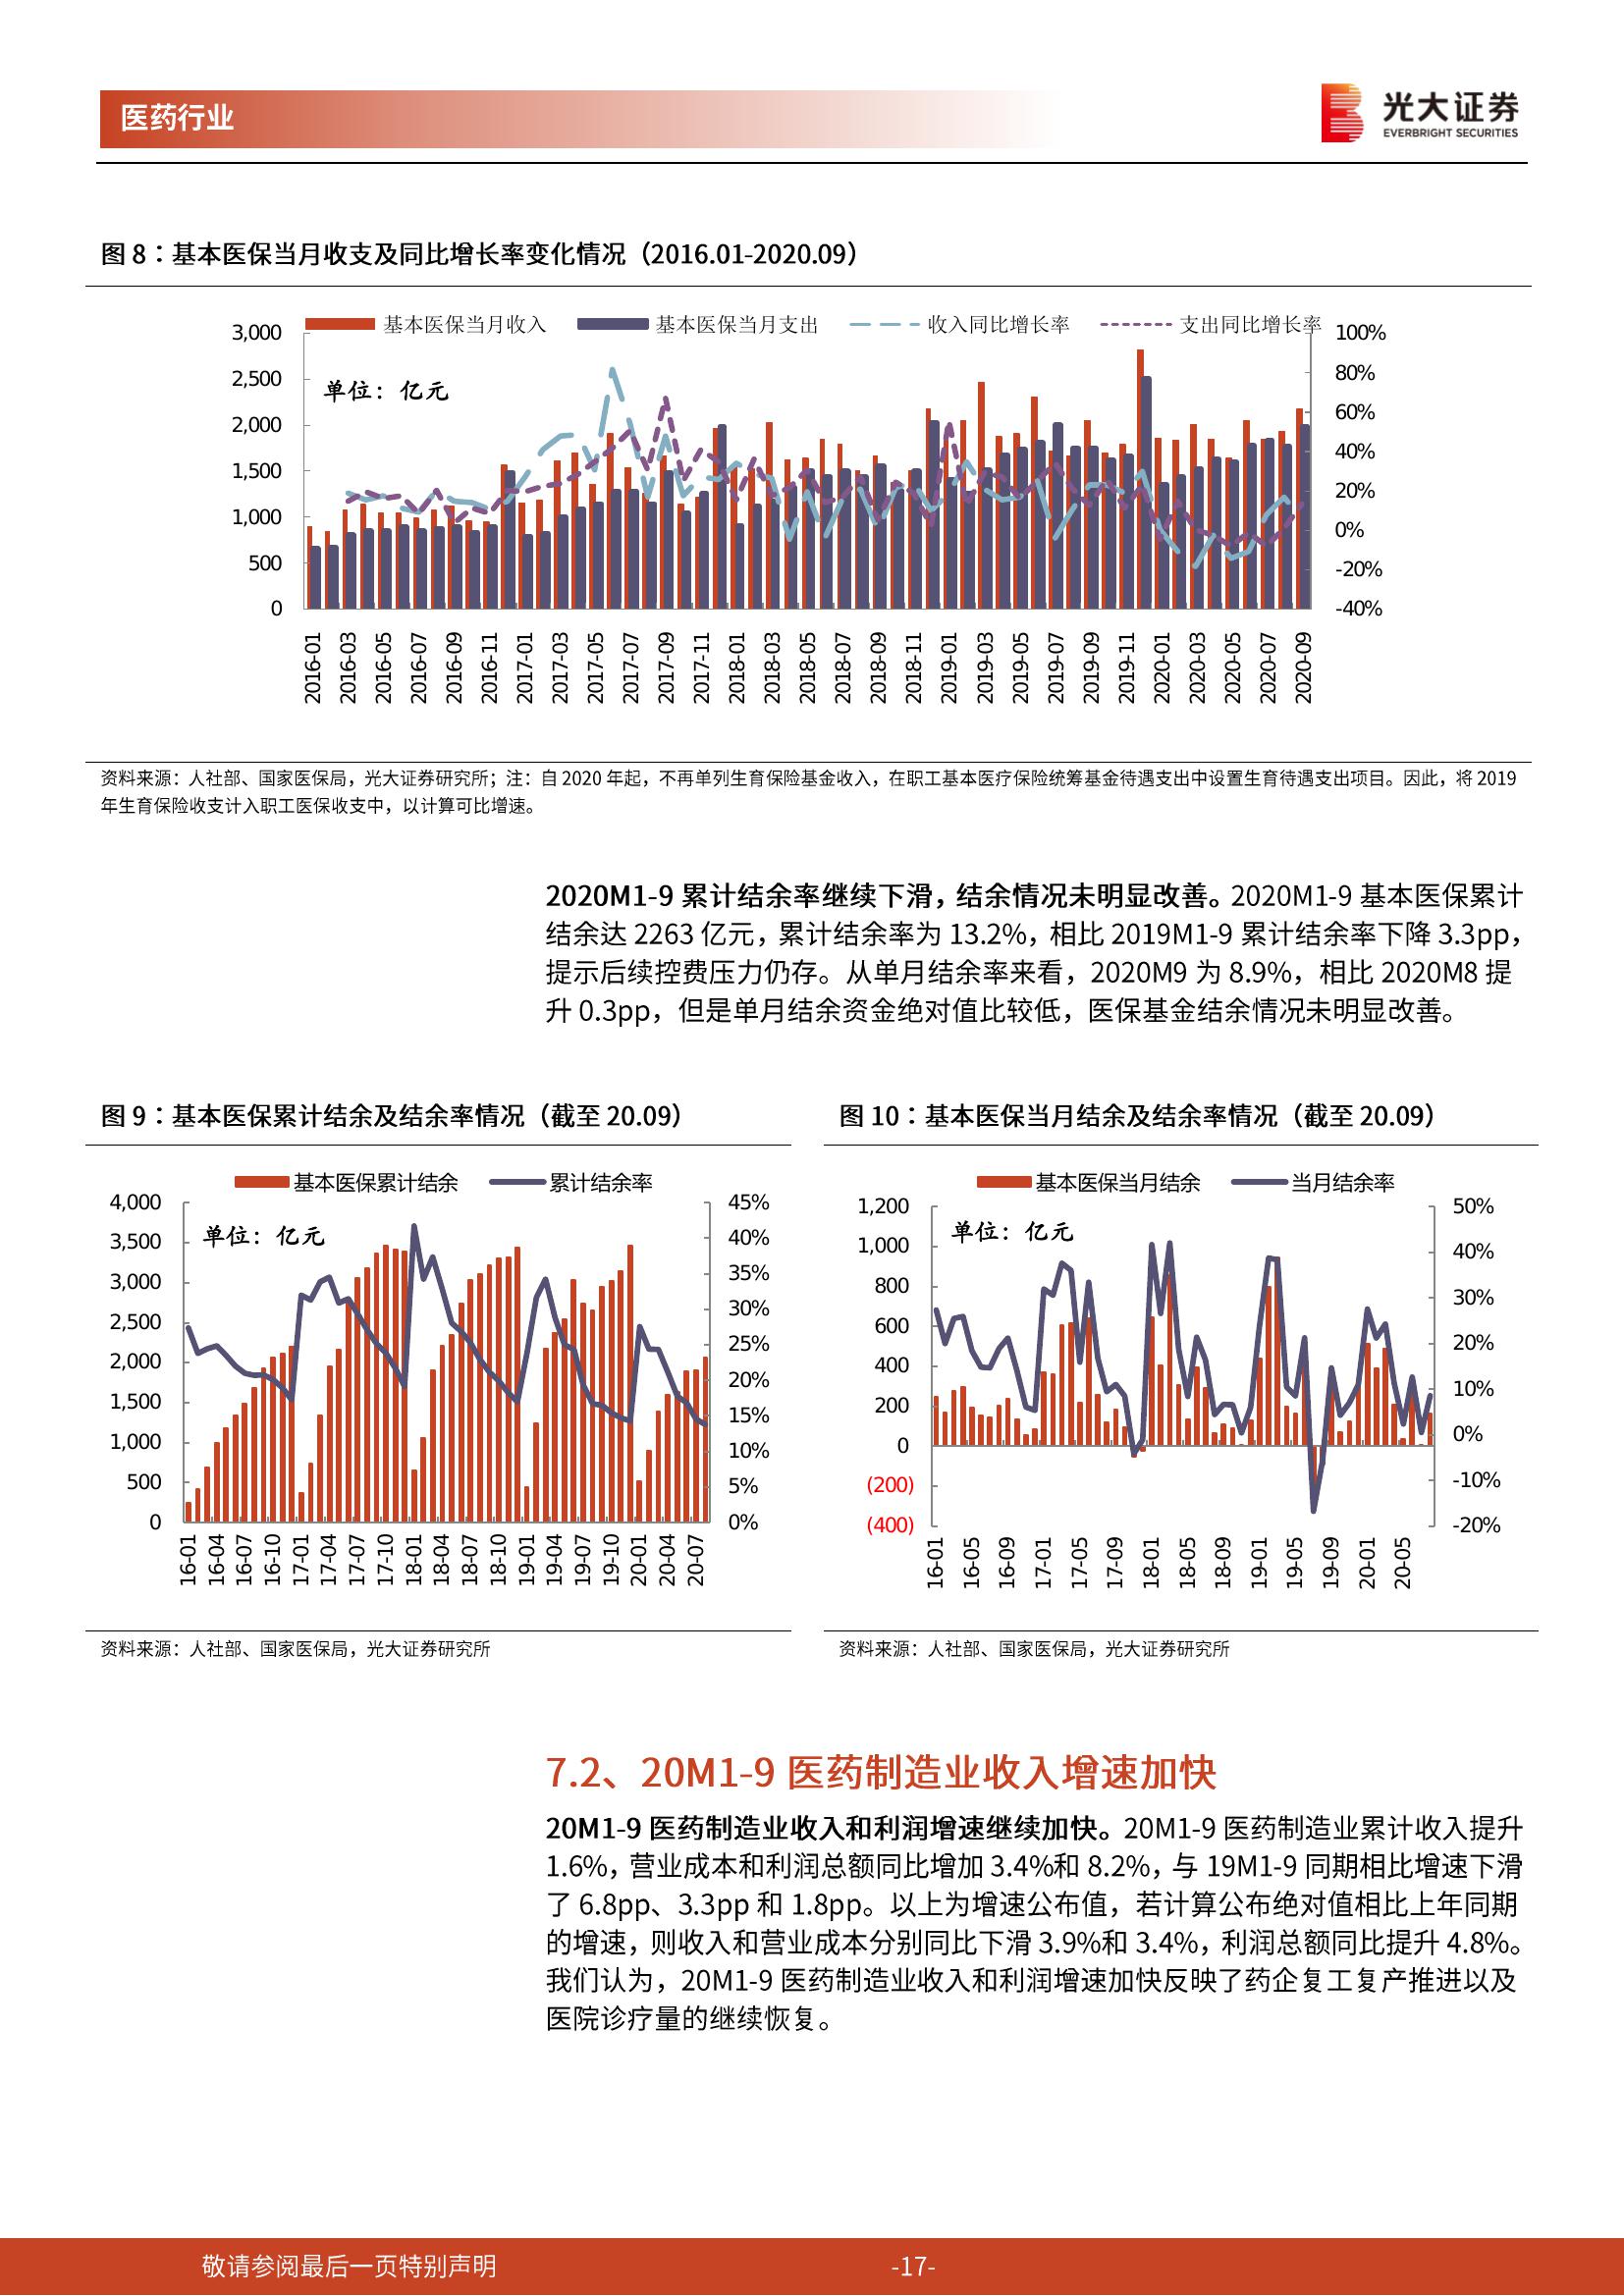 医药行业
光大证券
EVERBRIGHT SECURITIES
图 8：基本医保当月收支及同比增长率变化情况（2016.01-2020.09）
基本医保当月收入 基本医保当月支出 收入同比增长率 支出同比增长率
单位：亿元
3,000
2,500
2,000
1,500
1,000
500
0
100%
80%
60%
40%
20%
0%
-20%
-40%
2016-01 2016-03 2016-05 2016-07 2016-09 2016-11 2017-01 2017-03 2017-05 2017-07 2017-09 2017-11 2018-01 2018-03 2018-05 2018-07 2018-09 2018-11 2019-01 2019-03 2019-05 2019-07 2019-09 2019-11 2020-01 2020-03 2020-05 2020-07 2020-09
资料来源：人社部、国家医保局，光大证券研究所；注：自 2020 年起，不再单列生育保险基金收入，在职工基本医疗保险统筹基金待遇支出中设置生育待遇支出项目。因此，将 2019
年生育保险收支计入职工医保收支中，以计算可比增速。
2020M1-9 累计结余率继续下滑，结余情况未明显改善。2020M1-9 基本医保累计
结余达 2263 亿元，累计结余率为 13.2%，相比 2019M1-9 累计结余率下降 3.3pp，
提示后续控费压力仍存。从单月结余率来看，2020M9 为 8.9%，相比 2020M8 提
升 0.3pp，但是单月结余资金绝对值比较低，医保基金结余情况未明显改善。
图 9：基本医保累计结余及结余率情况（截至 20.09）
基本医保累计结余 累计结余率
单位：亿元
4,000
3,500
3,000
2,500
2,000
1,500
1,000
500
0
45%
40%
35%
30%
25%
20%
15%
10%
5%
0%
16-01 16-04 16-07 16-10 17-01 17-04 17-07 17-10 18-01 18-04 18-07 18-10 19-01 19-04 19-07 19-10 20-01 20-04 20-07
资料来源：人社部、国家医保局，光大证券研究所
图 10：基本医保当月结余及结余率情况（截至 20.09）
基本医保当月结余 当月结余率
单位：亿元
1,200
1,000
800
600
400
200
0
(200)
(400)
50%
40%
30%
20%
10%
0%
-10%
-20%
16-01 16-05 16-09 17-01 17-05 17-09 18-01 18-05 18-09 19-01 19-05 19-09 20-01 20-05
资料来源：人社部、国家医保局，光大证券研究所
7.2、20M1-9 医药制造业收入增速加快
20M1-9 医药制造业收入和利润增速继续加快。20M1-9 医药制造业累计收入提升
1.6%，营业成本和利润总额同比增加 3.4%和 8.2%，与 19M1-9 同期相比增速下滑
了 6.8pp、3.3pp 和 1.8pp。以上为增速公布值，若计算公布绝对值相比上年同期
的增速，则收入和营业成本分别同比下滑 3.9%和 3.4%，利润总额同比提升 4.8%。
我们认为，20M1-9 医药制造业收入和利润增速加快反映了药企复工复产推进以及
医院诊疗量的继续恢复。
敬请参阅最后一页特别声明
-17-